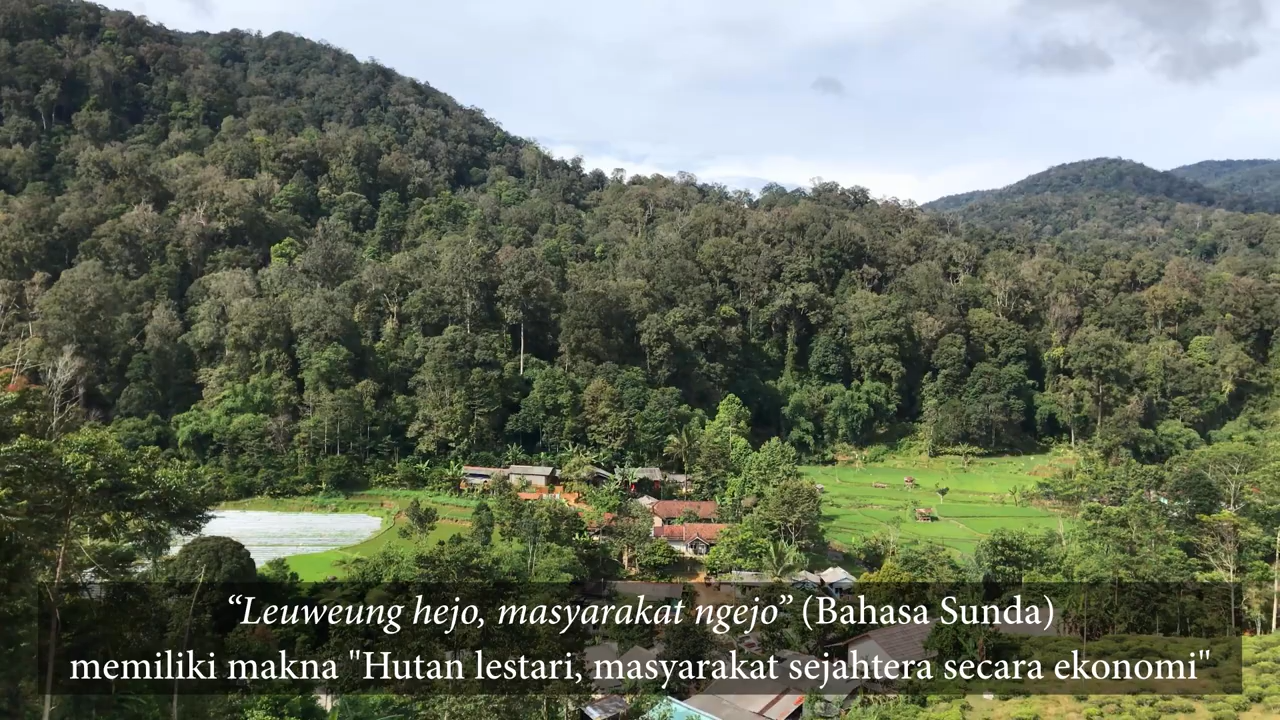 “Leuweung hejo, masyarakat ngejo” (Bahasa Sunda)
memiliki makna "Hutan lestari, masyarakat sejahtera secara ekonomi"